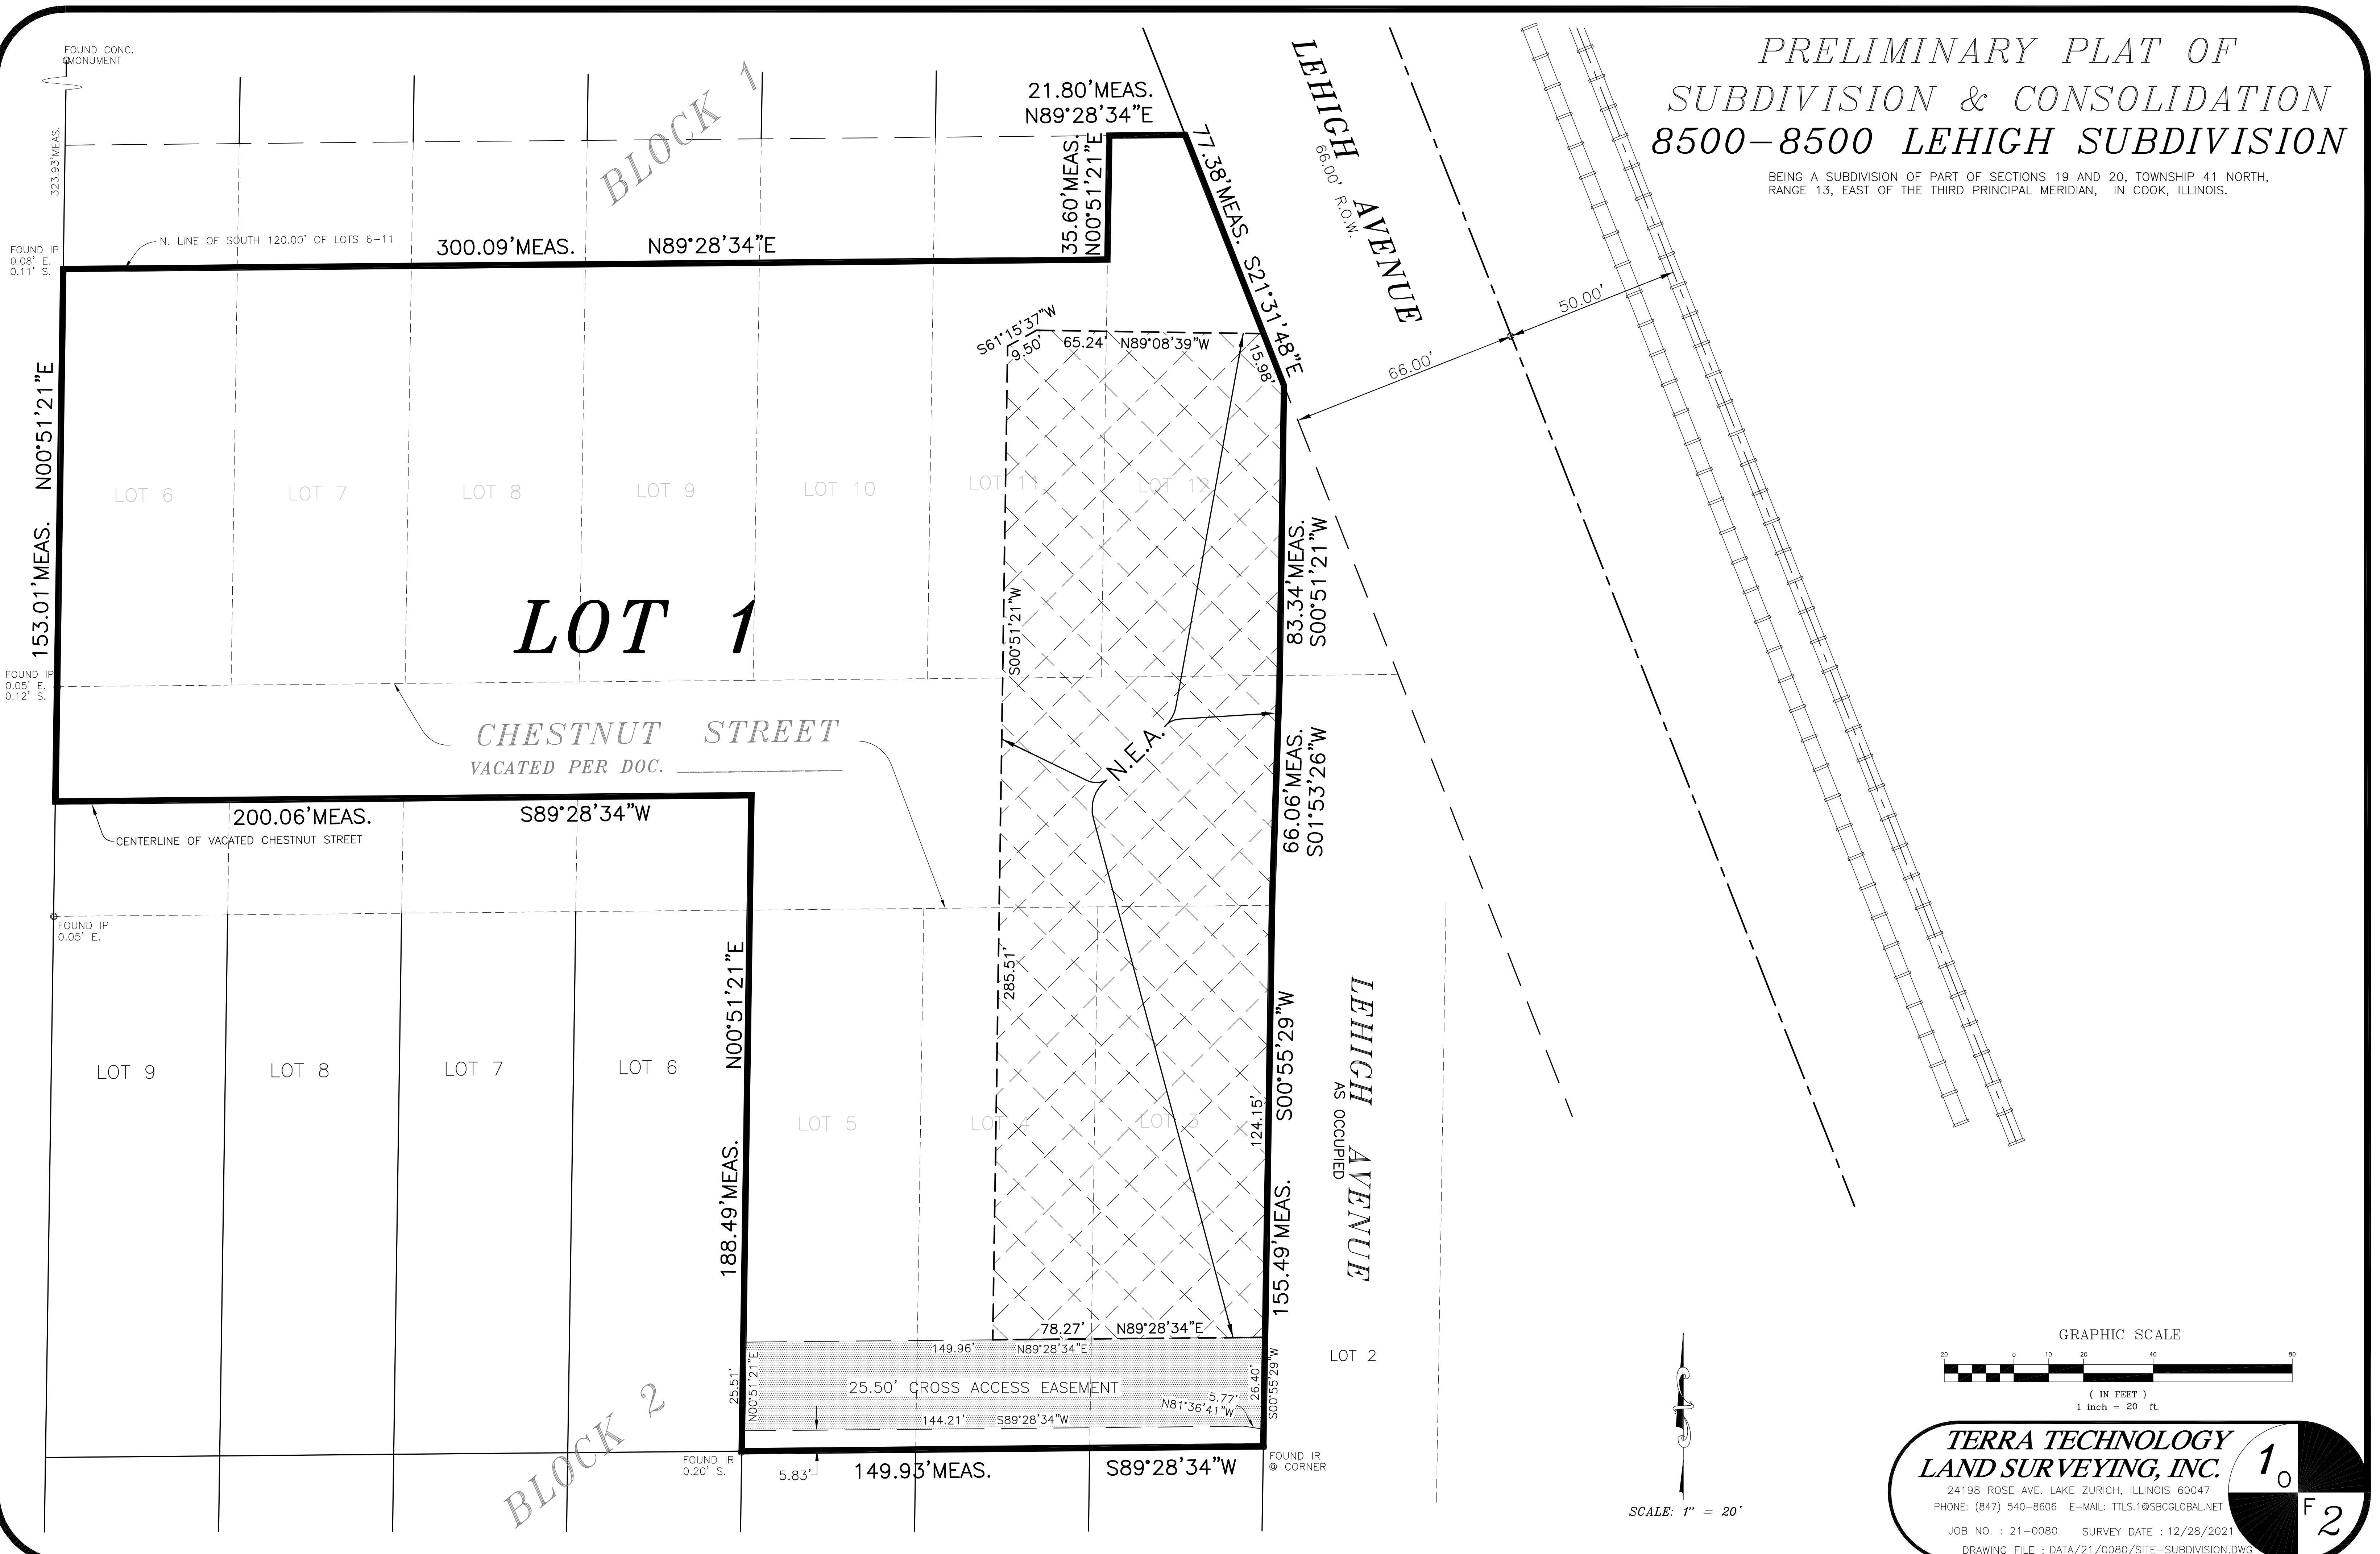 PRELIMINARY PLAT OF
SUBDIVISION & CONSOLIDATION
8500-8500 LEHIGH SUBDIVISION
BEING A SUBDIVISION OF PART OF SECTIONS 19 AND 20, TOWNSHIP 41 NORTH,
RANGE 13, EAST OF THE THIRD PRINCIPAL MERIDIAN, IN COOK, ILLINOIS.
FOUND CONC.
MONUMENT
323.93'MEAS.
BLOCK 1
21.80'MEAS.
N89°28'34"E
35.60'MEAS.
N00°51'21"E
77.38'MEAS. S21°31'48"E
LEHIGH AVENUE
66.00' R.O.W.
50.00'
66.00'
FOUND IP
0.08' E.
0.11' S.
N. LINE OF SOUTH 120.00' OF LOTS 6-11
300.09'MEAS. N89°28'34"E
S61°15'37"W
9.50'
65.24' N89°08'39"W
15.98'
153.01'MEAS. N00°51'21"E
LOT 6
LOT 7
LOT 8
LOT 9
LOT 10
LOT 11
LOT 12
LOT 1
S00°51'21"W
83.34'MEAS.
S00°51'21"W
FOUND IP
0.05' E.
0.12' S.
CHESTNUT STREET
VACATED PER DOC.
N.E.A.
66.06'MEAS.
S01°53'26"W
200.06'MEAS. S89°28'34"W
CENTERLINE OF VACATED CHESTNUT STREET
FOUND IP
0.05' E.
285.51'
188.49'MEAS. N00°51'21"E
LOT 9
LOT 8
LOT 7
LOT 6
LOT 5
LOT 4
LOT 3
124.15'
155.49'MEAS. S00°55'29"W
LEHIGH AVENUE
AS OCCUPIED
LOT 2
78.27' N89°28'34"E
149.96' N89°28'34"E
25.51'
N00°51'21"E
25.50' CROSS ACCESS EASEMENT
5.77'
N81°36'41"W
26.40'
S00°55'29"W
144.21' S89°28'34"W
FOUND IR
0.20' S.
5.83'
149.93'MEAS. S89°28'34"W
FOUND IR
@ CORNER
BLOCK 2
SCALE: 1" = 20'
GRAPHIC SCALE
20 0 10 20 40 80
( IN FEET )
1 inch = 20 ft.
TERRA TECHNOLOGY
LAND SURVEYING, INC.
24198 ROSE AVE. LAKE ZURICH, ILLINOIS 60047
PHONE: (847) 540-8606 E-MAIL: TTLS.1@SBCGLOBAL.NET
JOB NO. : 21-0080 SURVEY DATE : 12/28/2021
DRAWING FILE : DATA/21/0080/SITE-SUBDIVISION.DWG
1 OF 2